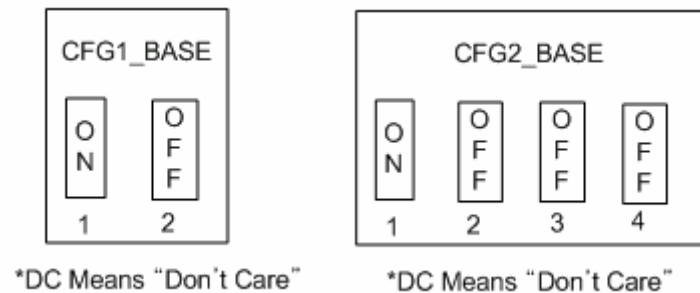 CFG1_BASE
ON
OFF
1
2
*DC Means “Don't Care”
CFG2_BASE
ON
OFF
OFF
OFF
1
2
3
4
*DC Means “Don't Care”